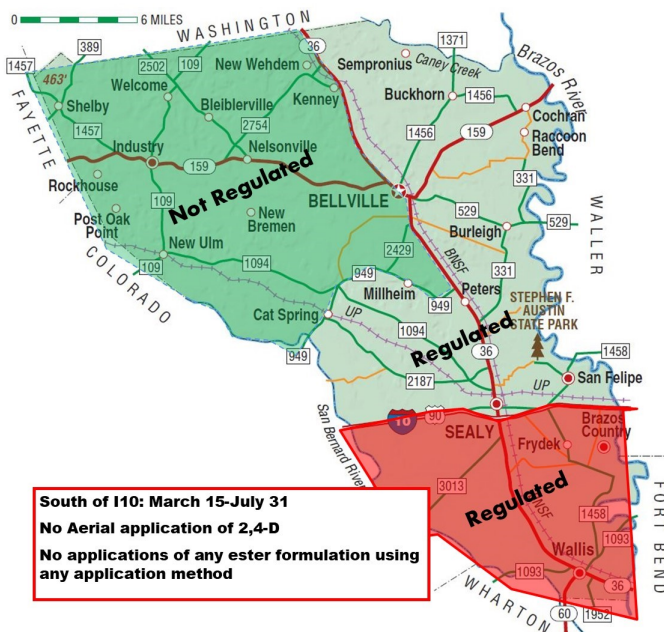 0 6 MILES
WASHINGTON
36
1371
389
2502
109
New Wehdem
Sempronius
Caney Creek
Brazos River
1457
463'
Welcome
Kenney
Buckhorn
1456
Cochran
Shelby
Bleiblerville
FAYETTE
1457
2754
1456
159
Raccoon
Bend
Industry
Nelsonville
159
331
Rockhouse
Not Regulated
BELLVILLE
WALLER
109
Post Oak
Point
New
Bremen
529
Burleigh
529
COLORADO
New Ulm
2429
BNSF
109
1094
949
331
Millheim
949
Peters
STEPHEN F.
AUSTIN
STATE PARK
Cat Spring
UP
1094
Regulated
36
949
1458
2187
UP
San Felipe
San Bernard River
10
90
SEALY
Brazos
Country
Frydek
3013
Regulated
BNSF
1458
FORT BEND
1093
Wallis
1093
36
WHARTON
60
1952
South of I10: March 15-July 31
No Aerial application of 2,4-D
No applications of any ester formulation using
any application method